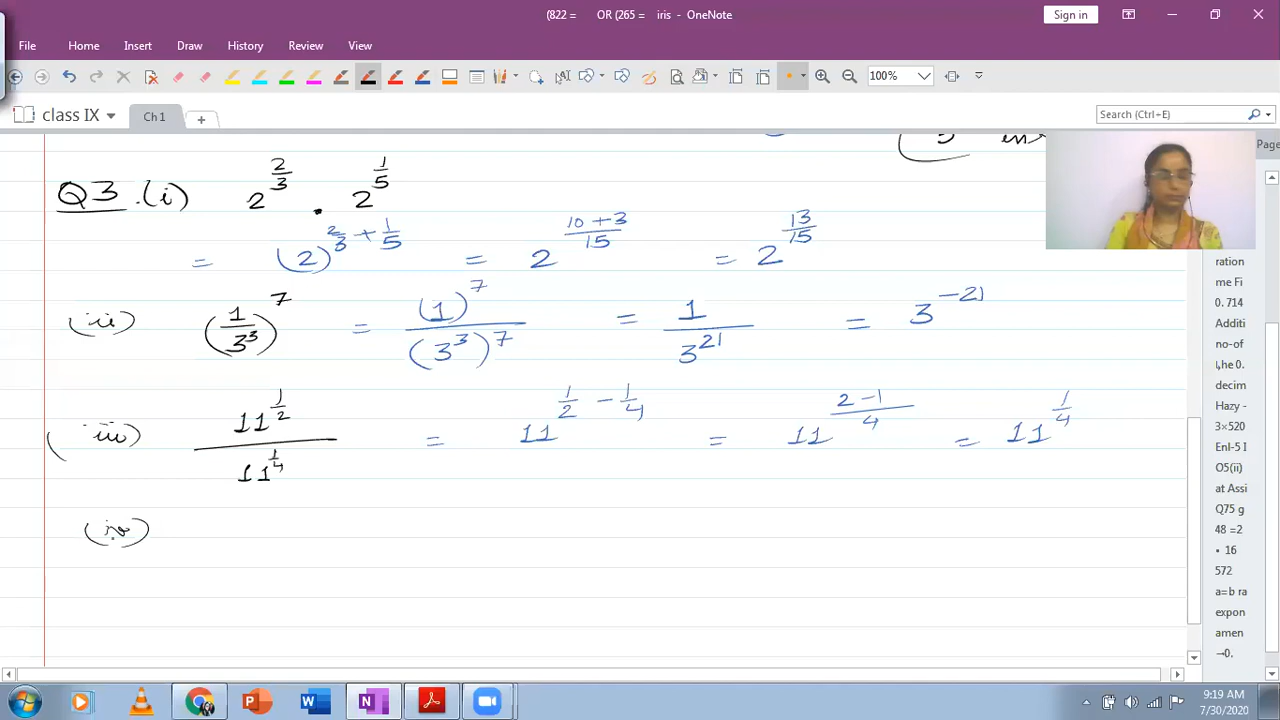 (822 = OR (265 = iris - OneNote
Sign in
File Home Insert Draw History Review View
100%
class IX Ch 1
Search (Ctrl+E)
Page
Q3.(i) 2^(2/3) . 2^(1/5)
= (2)^(2/3 + 1/5) = 2^((10+3)/15) = 2^(13/15)
(ii) (1/3^3)^7 = (1)^7/(3^3)^7 = 1/3^21 = 3^-21
(iii) 11^(1/2)/11^(1/4) = 11^(1/2 - 1/4) = 11^((2-1)/4) = 11^(1/4)
(iv)
ration
me Fi
0. 714
Additi
no-of
decim
Hazy -
3×520
Enl-5 I
O5(ii)
at Assi
Q75 g
48 =2
• 16
572
a=b ra
expon
amen
→0.
9:19 AM
7/30/2020